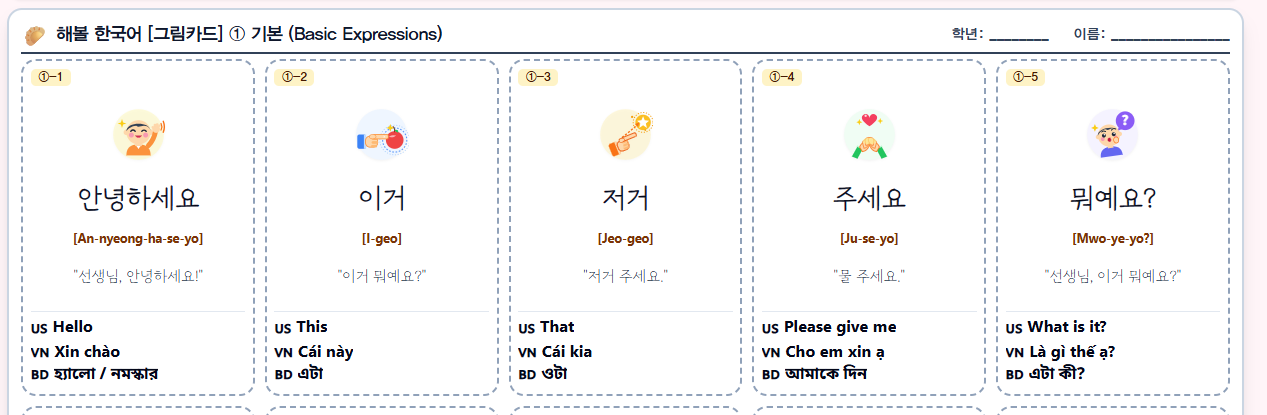 해볼 한국어 [그림카드] ① 기본 (Basic Expressions)
학년: ________ 이름: ________________
①-1
안녕하세요
[An-nyeong-ha-se-yo]
"선생님, 안녕하세요!"
US Hello
VN Xin chào
BD হ্যালো / নমস্কার
①-2
이거
[I-geo]
"이거 뭐예요?"
US This
VN Cái này
BD এটা
①-3
저거
[Jeo-geo]
"저거 주세요."
US That
VN Cái kia
BD ওটা
①-4
주세요
[Ju-se-yo]
"물 주세요."
US Please give me
VN Cho em xin ạ
BD আমাকে দিন
①-5
?
뭐예요?
[Mwo-ye-yo?]
"선생님, 이거 뭐예요?"
US What is it?
VN Là gì thế ạ?
BD এটা কী?